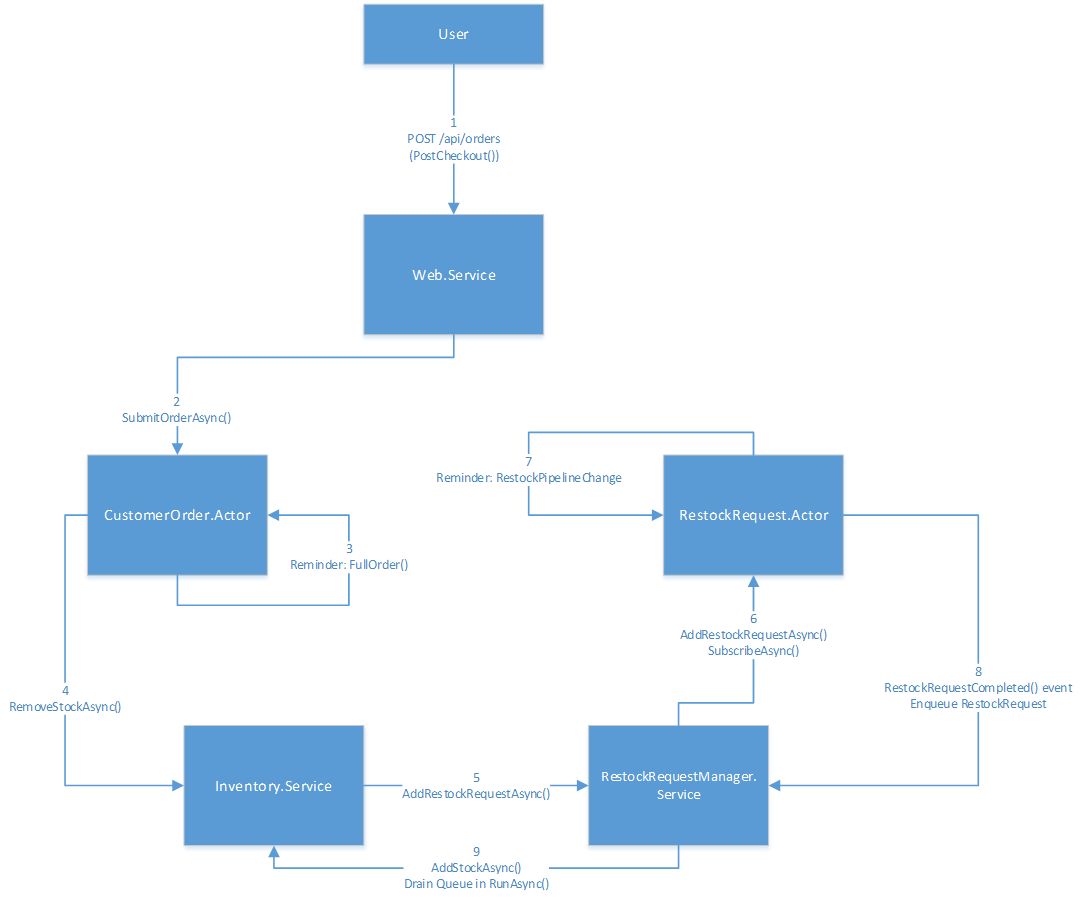 User
1
POST /api/orders
(PostCheckout())
Web.Service
2
SubmitOrderAsync()
CustomerOrder.Actor
3
Reminder: FullOrder()
7
Reminder: RestockPipelineChange
RestockRequest.Actor
6
AddRestockRequestAsync()
SubscribeAsync()
4
RemoveStockAsync()
8
RestockRequestCompleted() event
Enqueue RestockRequest
Inventory.Service
5
AddRestockRequestAsync()
RestockRequestManager.
Service
9
AddStockAsync()
Drain Queue in RunAsync()